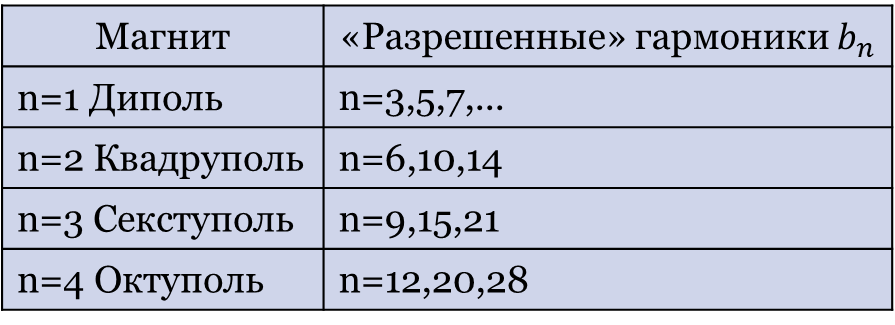 Магнит «Разрешенные» гармоники bₙ
n=1 Диполь n=3,5,7,...
n=2 Квадруполь n=6,10,14
n=3 Секступоль n=9,15,21
n=4 Октуполь n=12,20,28